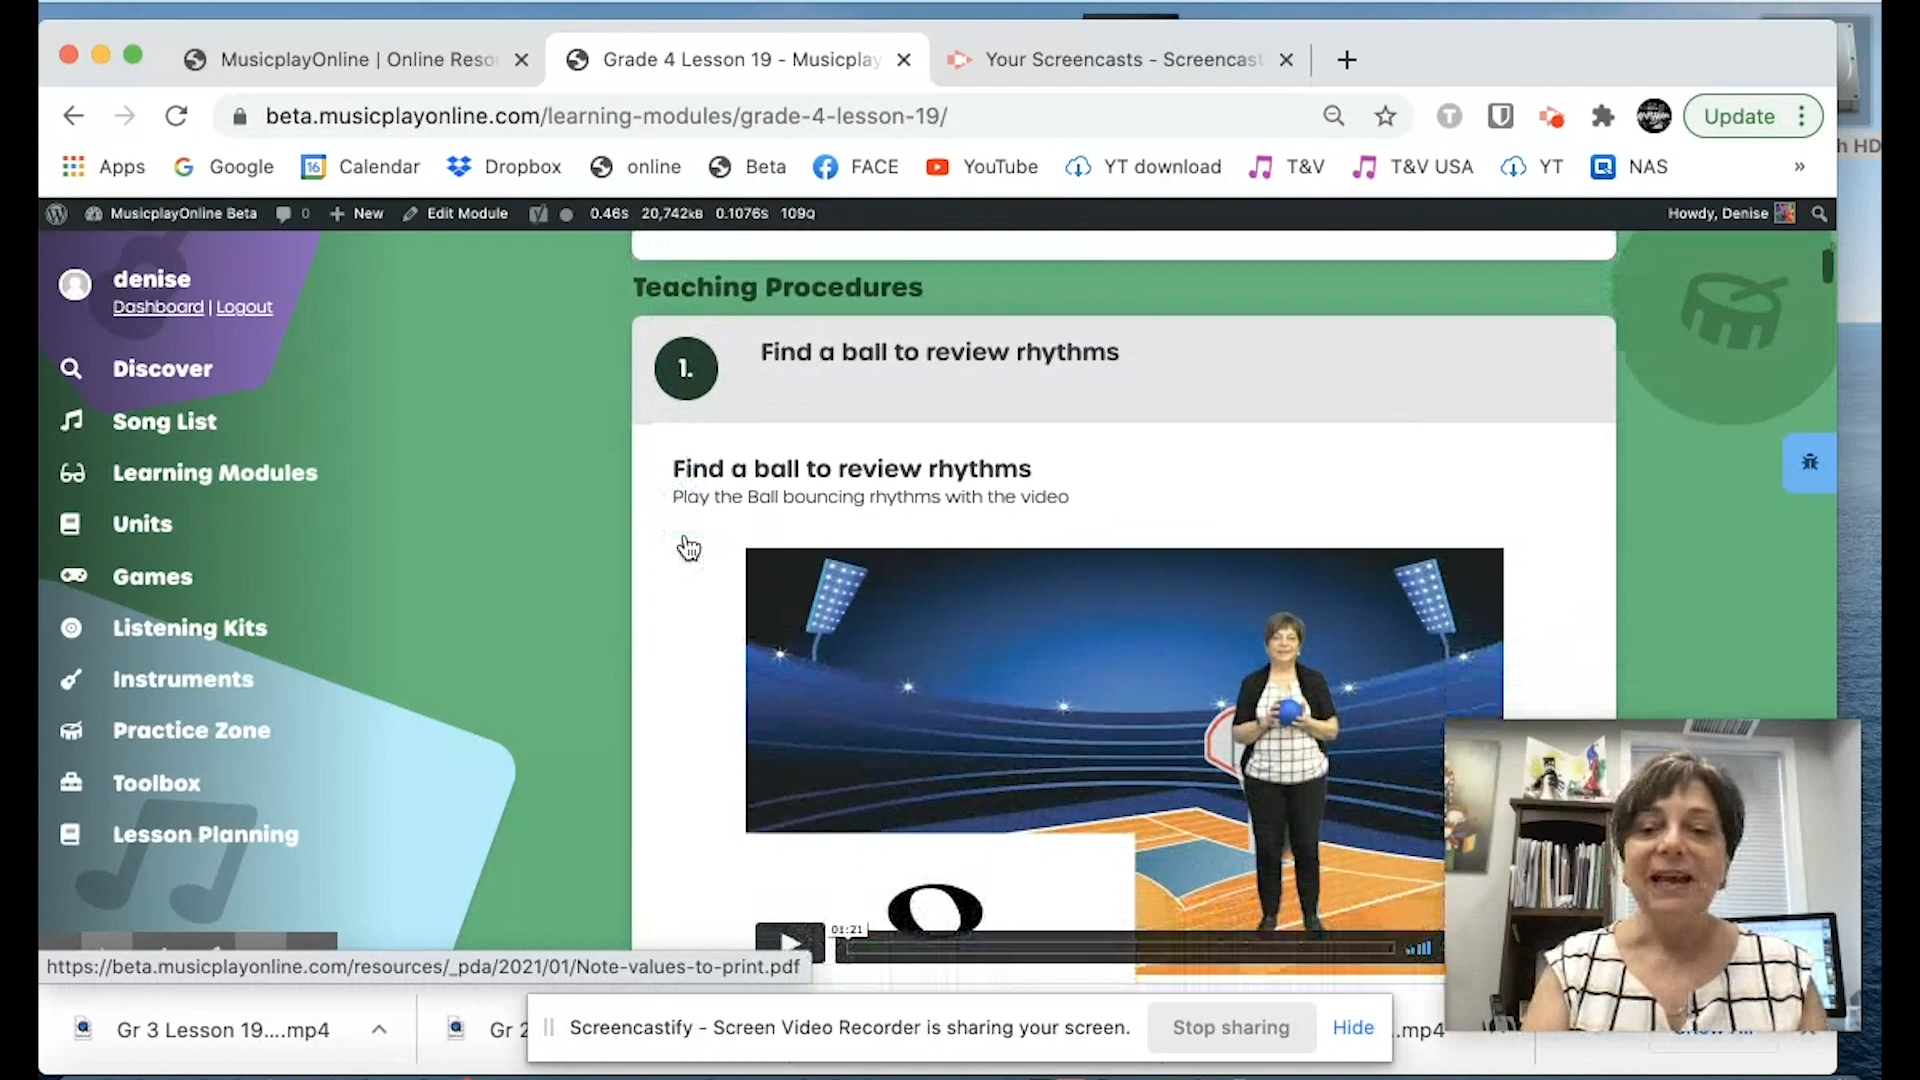 MusicplayOnline | Online Reso
Grade 4 Lesson 19 - Musicplay
Your Screencasts - Screencast
beta.musicplayonline.com/learning-modules/grade-4-lesson-19/
T
Update
Apps
Google
16
Calendar
Dropbox
online
Beta
FACE
YouTube
YT download
T&V
T&V USA
YT
NAS
»
h HD
MusicplayOnline Beta
0
New
Edit Module
0.46s 20,742KB 0.1076s 109Q
Howdy, Denise
denise
Dashboard | Logout
Discover
Song List
Learning Modules
Units
Games
Listening Kits
Instruments
Practice Zone
Toolbox
Lesson Planning
Teaching Procedures
1.
Find a ball to review rhythms
Find a ball to review rhythms
Play the Ball bouncing rhythms with the video
01:21
https://beta.musicplayonline.com/resources/_pda/2021/01/Note-values-to-print.pdf
Gr 3 Lesson 19....mp4
Gr 2
Screencastify - Screen Video Recorder is sharing your screen.
Stop sharing
Hide
..mp4